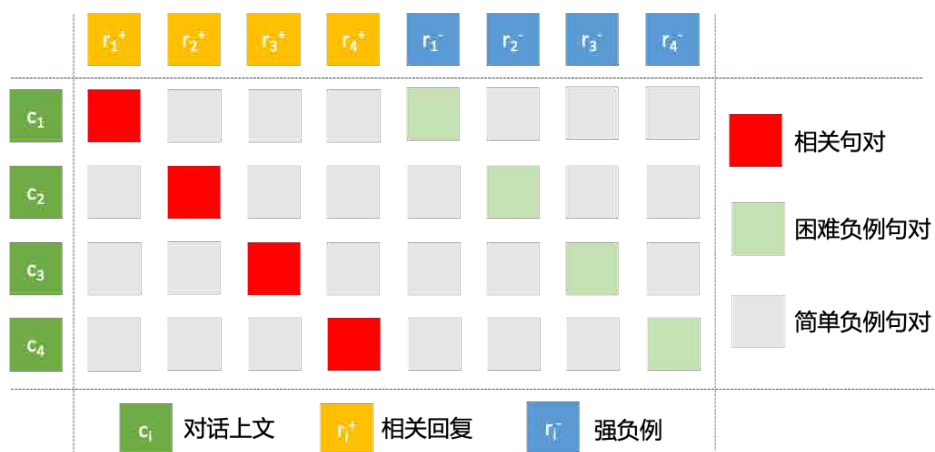 r₁⁺ r₂⁺ r₃⁺ r₄⁺ r₁⁻ r₂⁻ r₃⁻ r₄⁻
c₁
c₂
c₃
c₄
相关句对
困难负例句对
简单负例句对
cᵢ 对话上文 rᵢ⁺ 相关回复 rᵢ⁻ 强负例